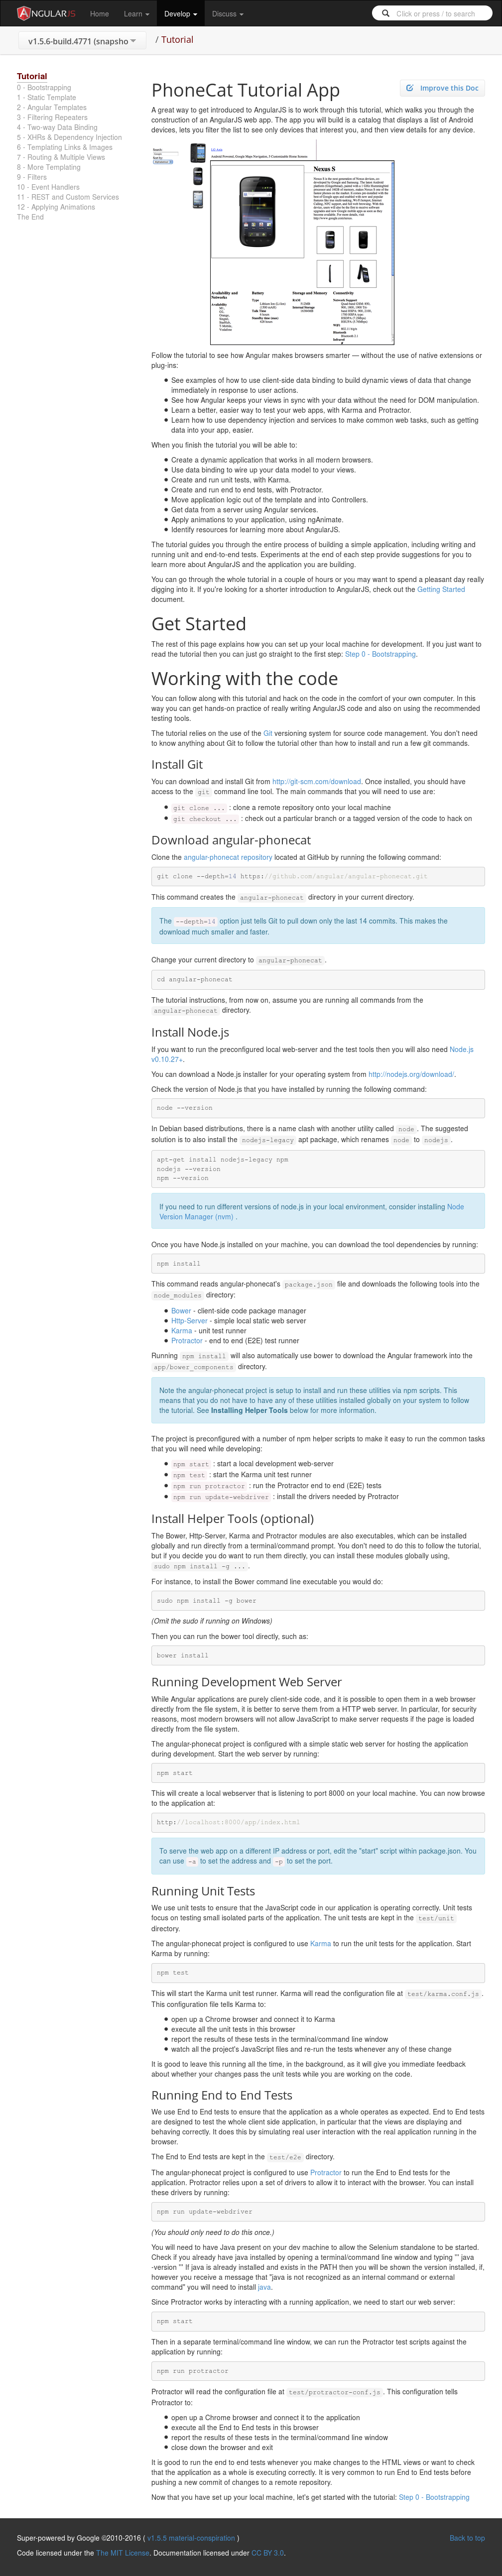 ANGULARJS
Home
Learn
Develop
Discuss
Click or press / to search
v1.5.6-build.4771 (snapsho
/ Tutorial
Tutorial
0 - Bootstrapping
1 - Static Template
2 - Angular Templates
3 - Filtering Repeaters
4 - Two-way Data Binding
5 - XHRs & Dependency Injection
6 - Templating Links & Images
7 - Routing & Multiple Views
8 - More Templating
9 - Filters
10 - Event Handlers
11 - REST and Custom Services
12 - Applying Animations
The End
Improve this Doc
PhoneCat Tutorial App
A great way to get introduced to AngularJS is to work through this tutorial, which walks you through the
construction of an AngularJS web app. The app you will build is a catalog that displays a list of Android
devices, lets you filter the list to see only devices that interest you, and then view details for any device.
Nexus S
Availability and Networks
Battery
Follow the tutorial to see how Angular makes browsers smarter — without the use of native extensions or
plug-ins:
See examples of how to use client-side data binding to build dynamic views of data that change
immediately in response to user actions.
See how Angular keeps your views in sync with your data without the need for DOM manipulation.
Learn a better, easier way to test your web apps, with Karma and Protractor.
Learn how to use dependency injection and services to make common web tasks, such as getting
data into your app, easier.
When you finish the tutorial you will be able to:
Create a dynamic application that works in all modern browsers.
Use data binding to wire up your data model to your views.
Create and run unit tests, with Karma.
Create and run end to end tests, with Protractor.
Move application logic out of the template and into Controllers.
Get data from a server using Angular services.
Apply animations to your application, using ngAnimate.
Identify resources for learning more about AngularJS.
The tutorial guides you through the entire process of building a simple application, including writing and
running unit and end-to-end tests. Experiments at the end of each step provide suggestions for you to
learn more about AngularJS and the application you are building.
You can go through the whole tutorial in a couple of hours or you may want to spend a pleasant day really
digging into it. If you're looking for a shorter introduction to AngularJS, check out the Getting Started
document.
Get Started
The rest of this page explains how you can set up your local machine for development. If you just want to
read the tutorial then you can just go straight to the first step: Step 0 - Bootstrapping.
Working with the code
You can follow along with this tutorial and hack on the code in the comfort of your own computer. In this
way, you can get hands-on practice of really writing AngularJS code and also on using the recommended
testing tools.
The tutorial relies on the use of the Git versioning system for source code management. You don't need to
know anything about Git to follow the tutorial other than how to install and run a few git commands.
Install Git
You can download and install Git from http://git-scm.com/download. Once installed, you should have
access to the git command line tool. The main commands that you will need to use are:
git clone ... : clone a remote repository onto your local machine
git checkout ... : check out a particular branch or a tagged version of the code to hack on
Download angular-phonecat
Clone the angular-phonecat repository located at GitHub by running the following command:
git clone --depth=14 https://github.com/angular/angular-phonecat.git
This command creates the angular-phonecat directory in your current directory.
The --depth=14 option just tells Git to pull down only the last 14 commits. This makes the
download much smaller and faster.
Change your current directory to angular-phonecat.
cd angular-phonecat
The tutorial instructions, from now on, assume you are running all commands from the
angular-phonecat directory.
Install Node.js
If you want to run the preconfigured local web-server and the test tools then you will also need Node.js
v0.10.27+.
You can download a Node.js installer for your operating system from http://nodejs.org/download/.
Check the version of Node.js that you have installed by running the following command:
node --version
In Debian based distributions, there is a name clash with another utility called node. The suggested
solution is to also install the nodejs-legacy apt package, which renames node to nodejs.
apt-get install nodejs-legacy npm
nodejs --version
npm --version
If you need to run different versions of node.js in your local environment, consider installing Node
Version Manager (nvm) .
Once you have Node.js installed on your machine, you can download the tool dependencies by running:
npm install
This command reads angular-phonecat's package.json file and downloads the following tools into the
node_modules directory:
Bower - client-side code package manager
Http-Server - simple local static web server
Karma - unit test runner
Protractor - end to end (E2E) test runner
Running npm install will also automatically use bower to download the Angular framework into the
app/bower_components directory.
Note the angular-phonecat project is setup to install and run these utilities via npm scripts. This
means that you do not have to have any of these utilities installed globally on your system to follow
the tutorial. See Installing Helper Tools below for more information.
The project is preconfigured with a number of npm helper scripts to make it easy to run the common tasks
that you will need while developing:
npm start : start a local development web-server
npm test : start the Karma unit test runner
npm run protractor : run the Protractor end to end (E2E) tests
npm run update-webdriver : install the drivers needed by Protractor
Install Helper Tools (optional)
The Bower, Http-Server, Karma and Protractor modules are also executables, which can be installed
globally and run directly from a terminal/command prompt. You don't need to do this to follow the tutorial,
but if you decide you do want to run them directly, you can install these modules globally using,
sudo npm install -g ....
For instance, to install the Bower command line executable you would do:
sudo npm install -g bower
(Omit the sudo if running on Windows)
Then you can run the bower tool directly, such as:
bower install
Running Development Web Server
While Angular applications are purely client-side code, and it is possible to open them in a web browser
directly from the file system, it is better to serve them from a HTTP web server. In particular, for security
reasons, most modern browsers will not allow JavaScript to make server requests if the page is loaded
directly from the file system.
The angular-phonecat project is configured with a simple static web server for hosting the application
during development. Start the web server by running:
npm start
This will create a local webserver that is listening to port 8000 on your local machine. You can now browse
to the application at:
http://localhost:8000/app/index.html
To serve the web app on a different IP address or port, edit the "start" script within package.json. You
can use -a to set the address and -p to set the port.
Running Unit Tests
We use unit tests to ensure that the JavaScript code in our application is operating correctly. Unit tests
focus on testing small isolated parts of the application. The unit tests are kept in the test/unit
directory.
The angular-phonecat project is configured to use Karma to run the unit tests for the application. Start
Karma by running:
npm test
This will start the Karma unit test runner. Karma will read the configuration file at test/karma.conf.js.
This configuration file tells Karma to:
open up a Chrome browser and connect it to Karma
execute all the unit tests in this browser
report the results of these tests in the terminal/command line window
watch all the project's JavaScript files and re-run the tests whenever any of these change
It is good to leave this running all the time, in the background, as it will give you immediate feedback
about whether your changes pass the unit tests while you are working on the code.
Running End to End Tests
We use End to End tests to ensure that the application as a whole operates as expected. End to End tests
are designed to test the whole client side application, in particular that the views are displaying and
behaving correctly. It does this by simulating real user interaction with the real application running in the
browser.
The End to End tests are kept in the test/e2e directory.
The angular-phonecat project is configured to use Protractor to run the End to End tests for the
application. Protractor relies upon a set of drivers to allow it to interact with the browser. You can install
these drivers by running:
npm run update-webdriver
(You should only need to do this once.)
You will need to have Java present on your dev machine to allow the Selenium standalone to be started.
Check if you already have java installed by opening a terminal/command line window and typing "' java
-version "' If java is already installed and exists in the PATH then you will be shown the version installed, if,
however you receive a message that "java is not recognized as an internal command or external
command" you will need to install java.
Since Protractor works by interacting with a running application, we need to start our web server:
npm start
Then in a separate terminal/command line window, we can run the Protractor test scripts against the
application by running:
npm run protractor
Protractor will read the configuration file at test/protractor-conf.js. This configuration tells
Protractor to:
open up a Chrome browser and connect it to the application
execute all the End to End tests in this browser
report the results of these tests in the terminal/command line window
close down the browser and exit
It is good to run the end to end tests whenever you make changes to the HTML views or want to check
that the application as a whole is executing correctly. It is very common to run End to End tests before
pushing a new commit of changes to a remote repository.
Now that you have set up your local machine, let's get started with the tutorial: Step 0 - Bootstrapping
Super-powered by Google ©2010-2016 ( v1.5.5 material-conspiration )
Back to top
Code licensed under the The MIT License. Documentation licensed under CC BY 3.0.